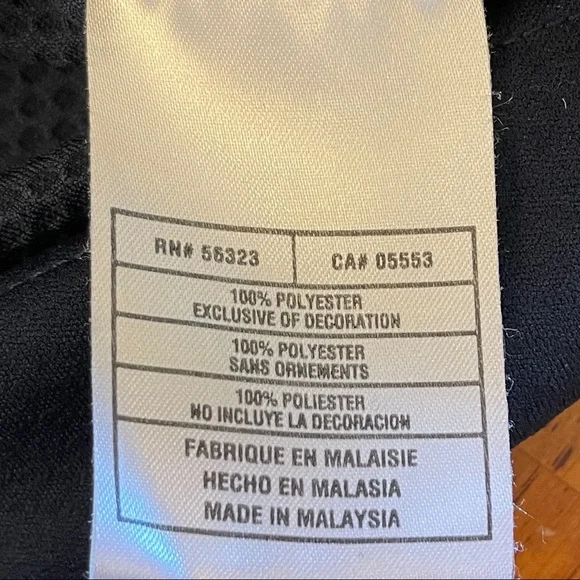 RN# 56323 CA# 05553
100% POLYESTER
EXCLUSIVE OF DECORATION
100% POLYESTER
SANS ORNEMENTS
100% POLIESTER
NO INCLUYE LA DECORACION
FABRIQUE EN MALAISIE
HECHO EN MALASIA
MADE IN MALAYSIA